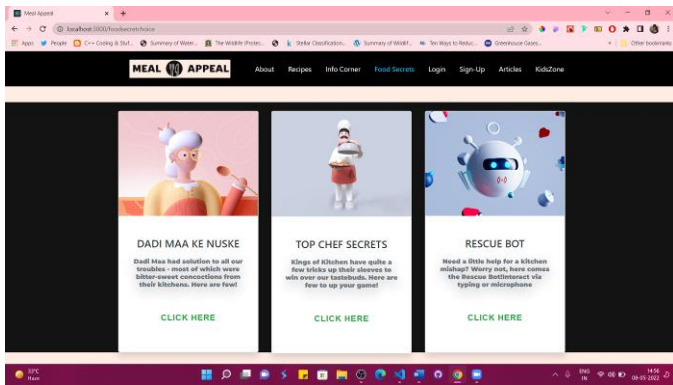 Meal Appeal
localhost:3000/foodsecretchoice
Apps People C++ Coding & Stut... Summary of Water... The Wildlife (Protec... Stellar Classification... Summary of Wildlif... Ten Ways to Reduc... Greenhouse Gases... Other bookmarks
MEAL APPEAL About Recipes Info Corner Food Secrets Login Sign-Up Articles KidsZone
DADI MAA KE NUSKE
Dadi Maa had solution to all our
troubles - most of which were
bitter-sweet concoctions from
their kitchens. Here are few!
CLICK HERE
TOP CHEF SECRETS
Kings of Kitchen have quite a
few tricks up their sleeves to
win over our tastebuds. Here are
few to up your game!
CLICK HERE
RESCUE BOT
Need a little help for a kitchen
mishap? Worry not, here comes
the Rescue BotInteract via
typing or microphone
CLICK HERE
33°C
Haze
ENG
IN
14:56
06-05-2022